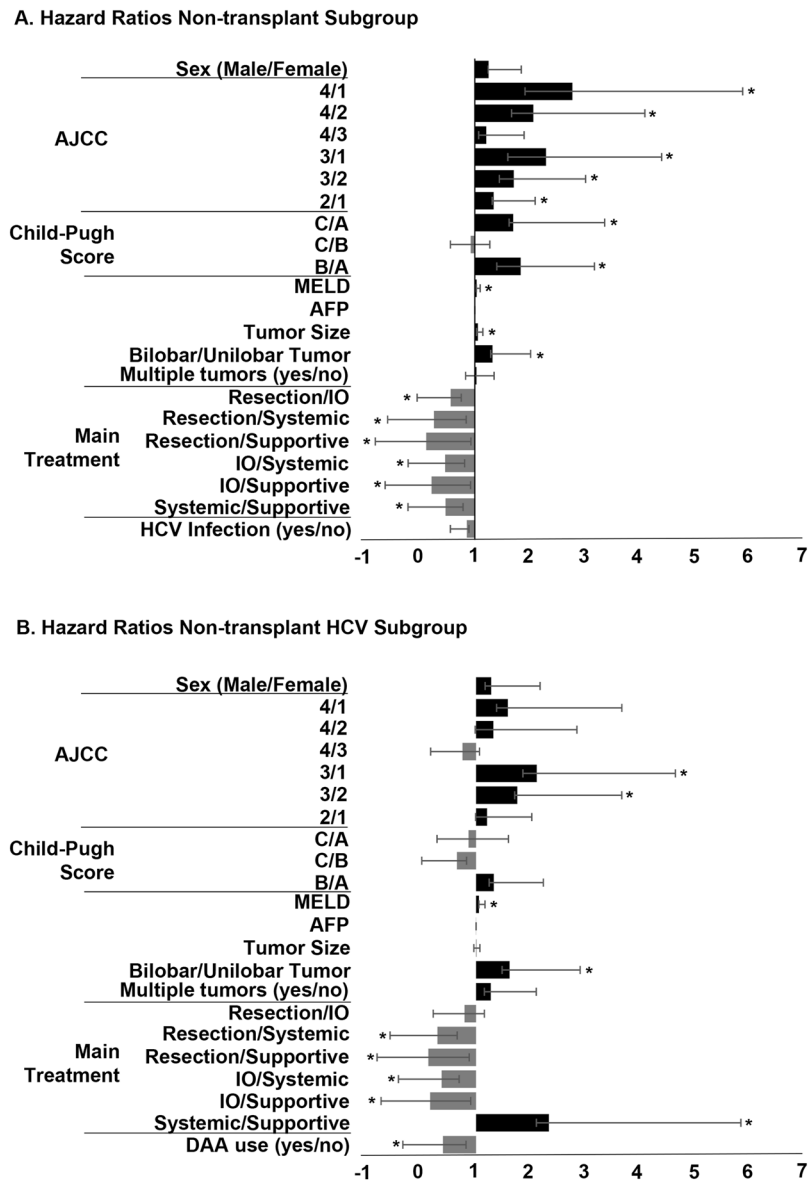 A. Hazard Ratios Non-transplant Subgroup
Sex (Male/Female)
AJCC
4/1 *
4/2 *
4/3
3/1 *
3/2 *
2/1 *
Child-Pugh Score
C/A *
C/B
B/A *
MELD *
AFP
Tumor Size *
Bilobar/Unilobar Tumor *
Multiple tumors (yes/no)
Main Treatment
Resection/IO *
Resection/Systemic *
Resection/Supportive *
IO/Systemic *
IO/Supportive *
Systemic/Supportive *
HCV Infection (yes/no)
-1 0 1 2 3 4 5 6 7
B. Hazard Ratios Non-transplant HCV Subgroup
Sex (Male/Female)
AJCC
4/1
4/2
4/3
3/1 *
3/2 *
2/1
Child-Pugh Score
C/A
C/B
B/A
MELD *
AFP
Tumor Size
Bilobar/Unilobar Tumor *
Multiple tumors (yes/no)
Main Treatment
Resection/IO
Resection/Systemic *
Resection/Supportive *
IO/Systemic *
IO/Supportive *
Systemic/Supportive *
DAA use (yes/no) *
-1 0 1 2 3 4 5 6 7